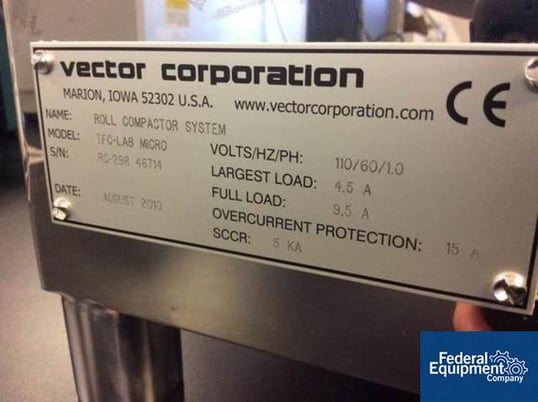 vector corporation
MARION, IOWA 52302 U.S.A. www.vectorcorporation.com CE
NAME: ROLL COMPACTOR SYSTEM
MODEL: TFC-LAB MICRO
S/N: RC-298 46714
DATE: AUGUST 2010
VOLTS/HZ/PH: 110/60/1.0
LARGEST LOAD: 4.5 A
FULL LOAD: 9.5 A
OVERCURRENT PROTECTION: 15 A
SCCR: 5 KA
Federal
Equipment
Company